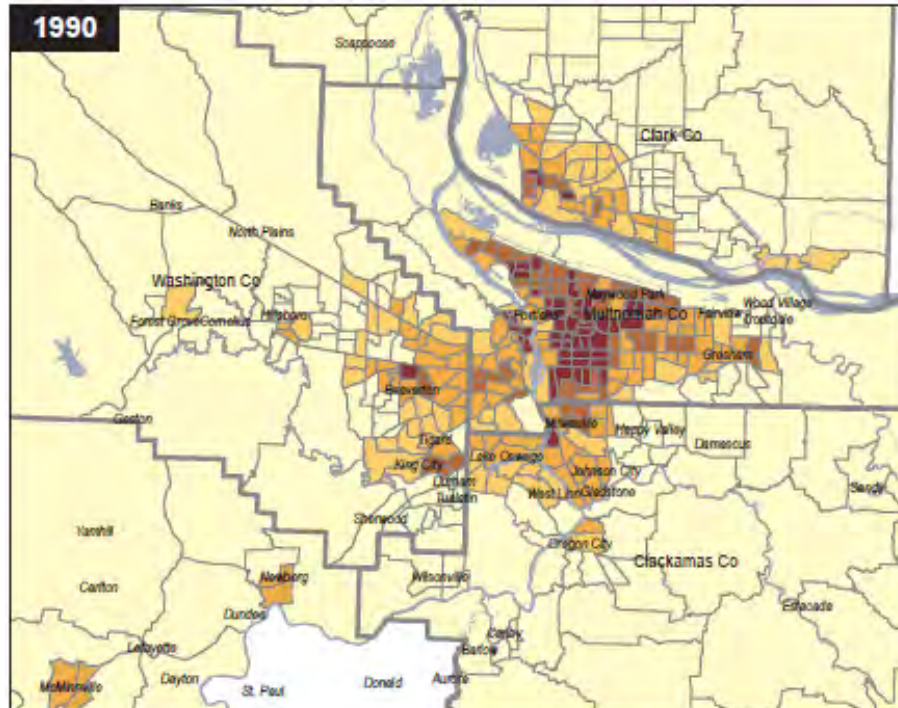 1990
Scappoose
Clark Co
Banks
North Plains
Washington Co
Maywood Park
Wood Village
Portland
Multnomah Co
Fairview
Troutdale
Forest Grove
Cornelius
Hillsboro
Gresham
Beaverton
Gaston
Milwaukie
Happy Valley
Damascus
Tigard
Lake Oswego
King City
Johnson City
Durham
Tualatin
West Linn
Gladstone
Sandy
Sherwood
Yamhill
Oregon City
Clackamas Co
Newberg
Wilsonville
Carlton
Estacada
Dundee
Canby
Lafayette
Barlow
McMinnville
Dayton
St. Paul
Donald
Aurora